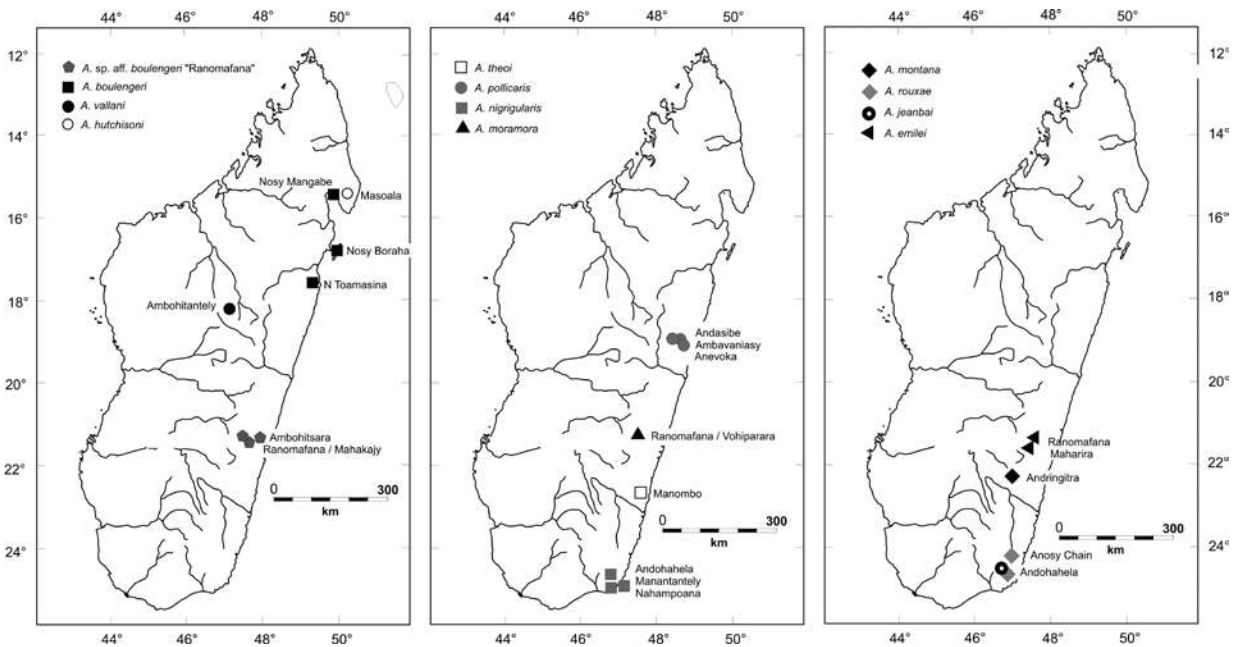 44° 46° 48° 50°
12°
14°
16°
18°
20°
22°
24°
A. sp. aff. boulengeri "Ranomafana"
A. boulengeri
A. vallani
A. hutchisoni
Nosy Mangabe
Masoala
Nosy Boraha
N Toamasina
Ambohitantely
Ambohitsara
Ranomafana / Mahakajy
0 300
km
44° 46° 48° 50°
44° 46° 48° 50°
A. theoi
A. pollicaris
A. nigrigularis
A. moramora
Andasibe
Ambavaniasy
Anevoka
Ranomafana / Vohiparara
Manombo
0 300
km
Andohahela
Manantantely
Nahampoana
44° 46° 48° 50°
44° 46° 48° 50°
12°
14°
16°
18°
20°
22°
24°
A. montana
A. rouxae
A. jeanbai
A. emilei
Ranomafana
Maharira
Andringitra
0 300
km
Anosy Chain
Andohahela
44° 46° 48° 50°